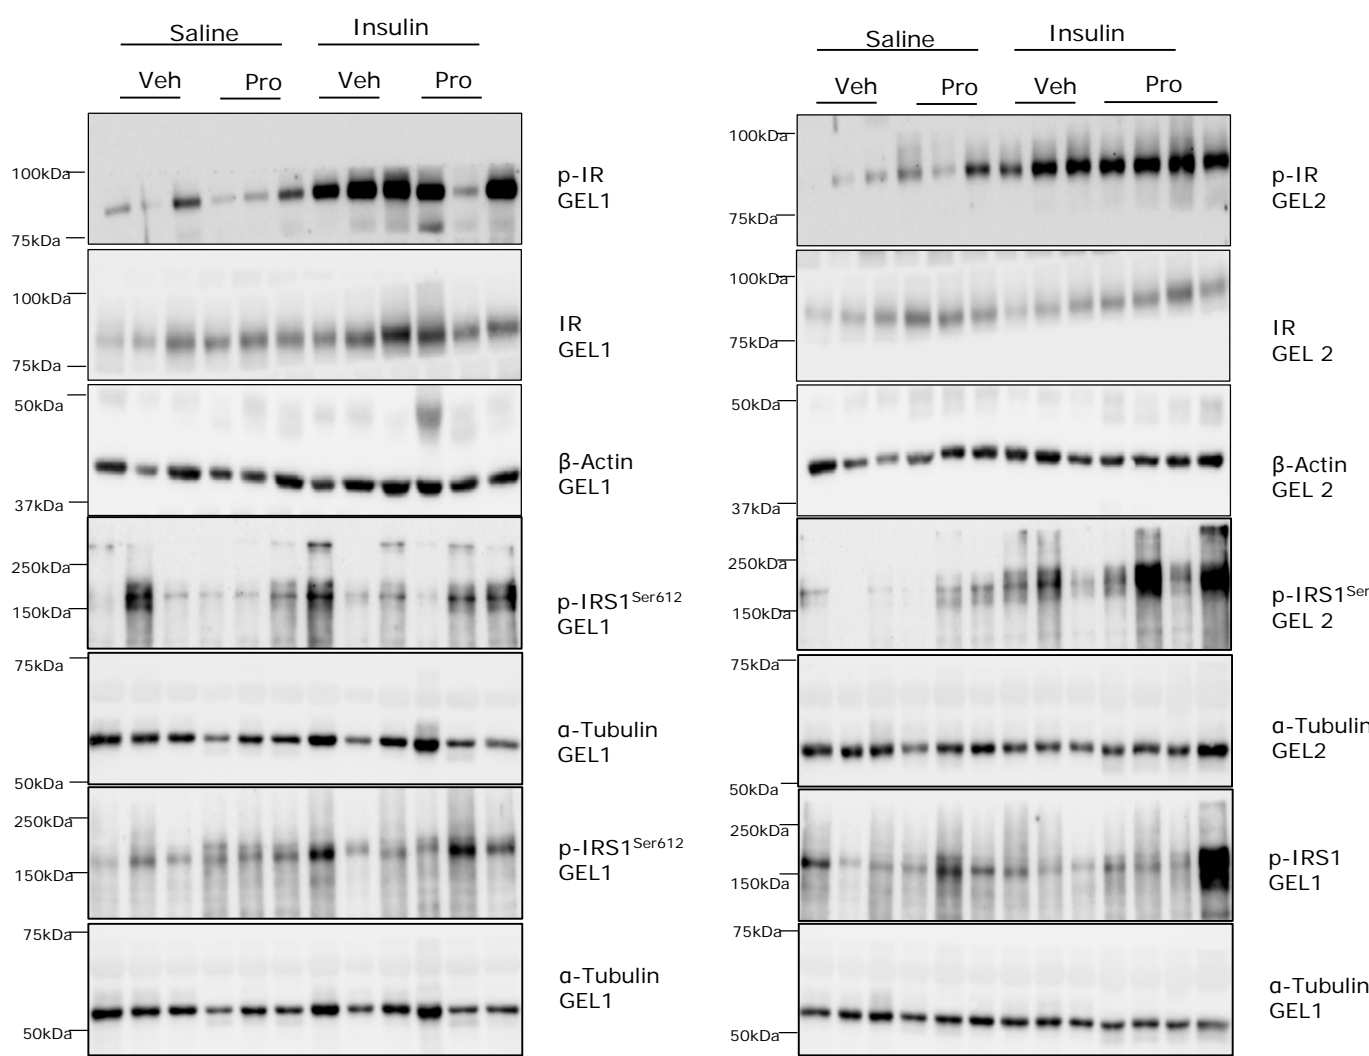 Saline
Insulin
Veh
Pro
Veh
Pro
100kDa
75kDa
p-IR
GEL1
100kDa
75kDa
IR
GEL1
50kDa
37kDa
β-Actin
GEL1
250kDa
150kDa
p-IRS1Ser612
GEL1
75kDa
50kDa
α-Tubulin
GEL1
250kDa
150kDa
p-IRS1Ser612
GEL1
75kDa
50kDa
α-Tubulin
GEL1
Saline
Insulin
Veh
Pro
Veh
Pro
100kDa
75kDa
p-IR
GEL2
100kDa
75kDa
IR
GEL 2
50kDa
37kDa
β-Actin
GEL 2
250kDa
150kDa
p-IRS1Ser
GEL 2
75kDa
50kDa
α-Tubulin
GEL2
250kDa
150kDa
p-IRS1
GEL1
75kDa
50kDa
α-Tubulin
GEL1